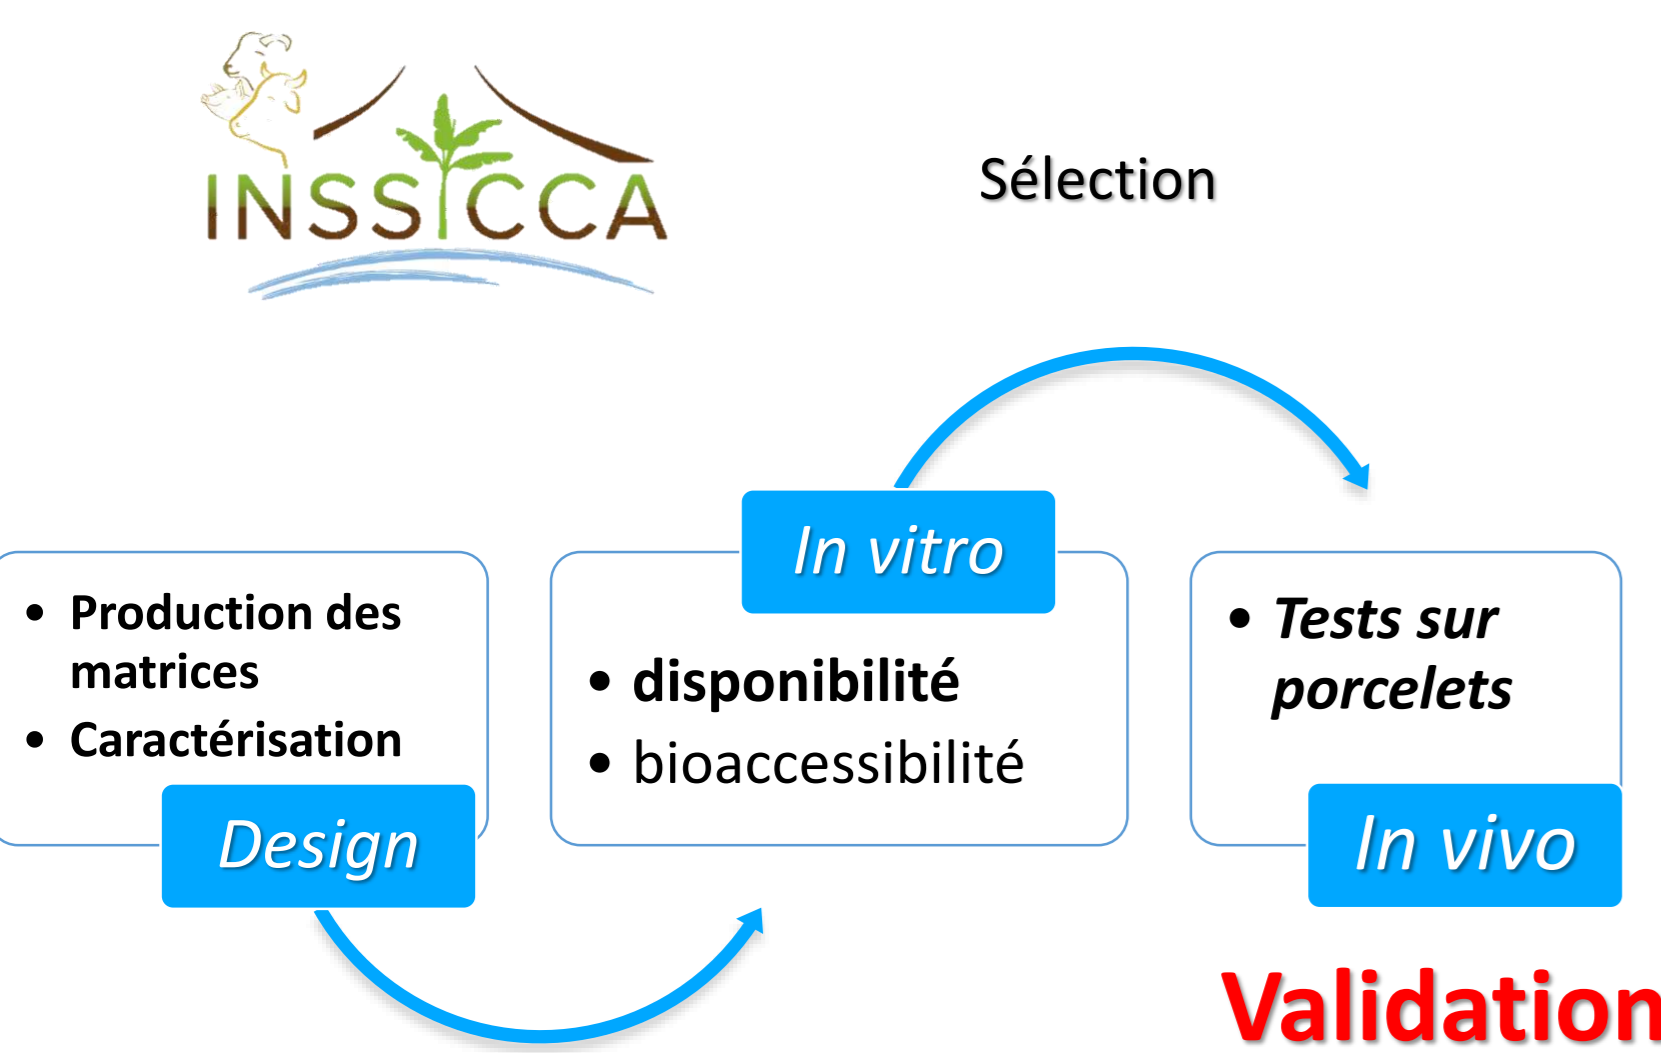 INSSICCA
Sélection
• Production des
matrices
• Caractérisation
Design
In vitro
• disponibilité
• bioaccessibilité
• Tests sur
porcelets
In vivo
Validation